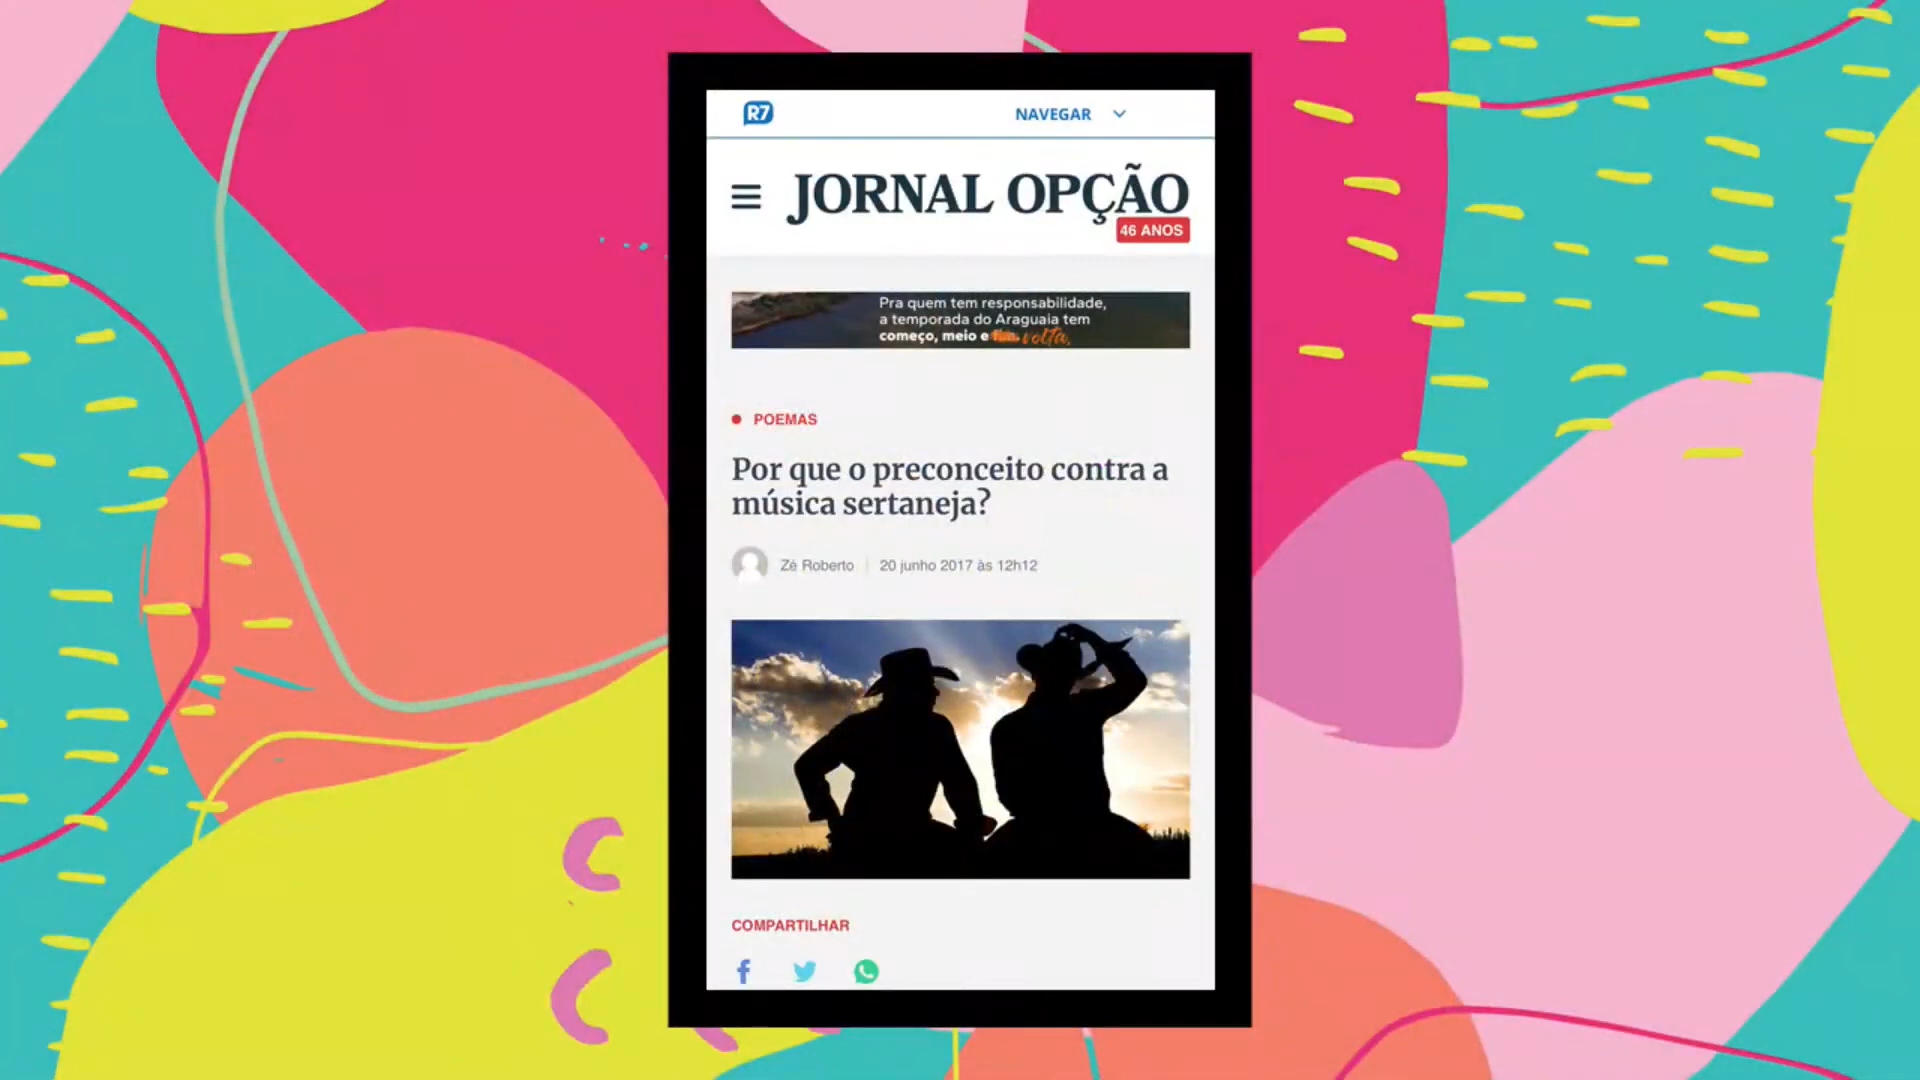 R7
NAVEGAR
JORNAL OPÇÃO
46 ANOS
Pra quem tem responsabilidade,
a temporada do Araguaia tem
começo, meio e fim. volta.
POEMAS
Por que o preconceito contra a
música sertaneja?
Zé Roberto
20 junho 2017 às 12h12
COMPARTILHAR